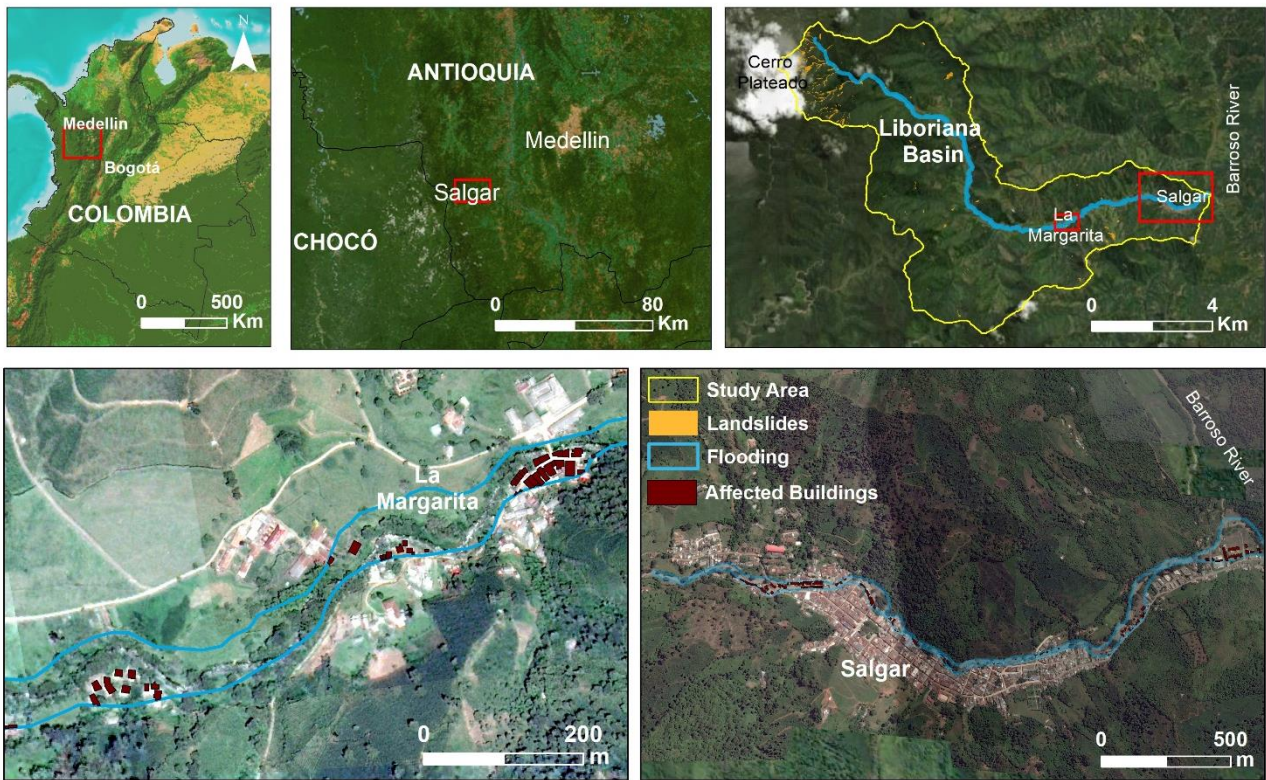 N
Medellin
Bogotá
COLOMBIA
0 500
Km
ANTIOQUIA
Medellin
Salgar
CHOCÓ
0 80
Km
Cerro
Plateado
Liboriana
Basin
Barroso River
Salgar
La
Margarita
0 4
Km
La
Margarita
0 200
m
Study Area
Landslides
Flooding
Affected Buildings
Barroso River
Salgar
0 500
m